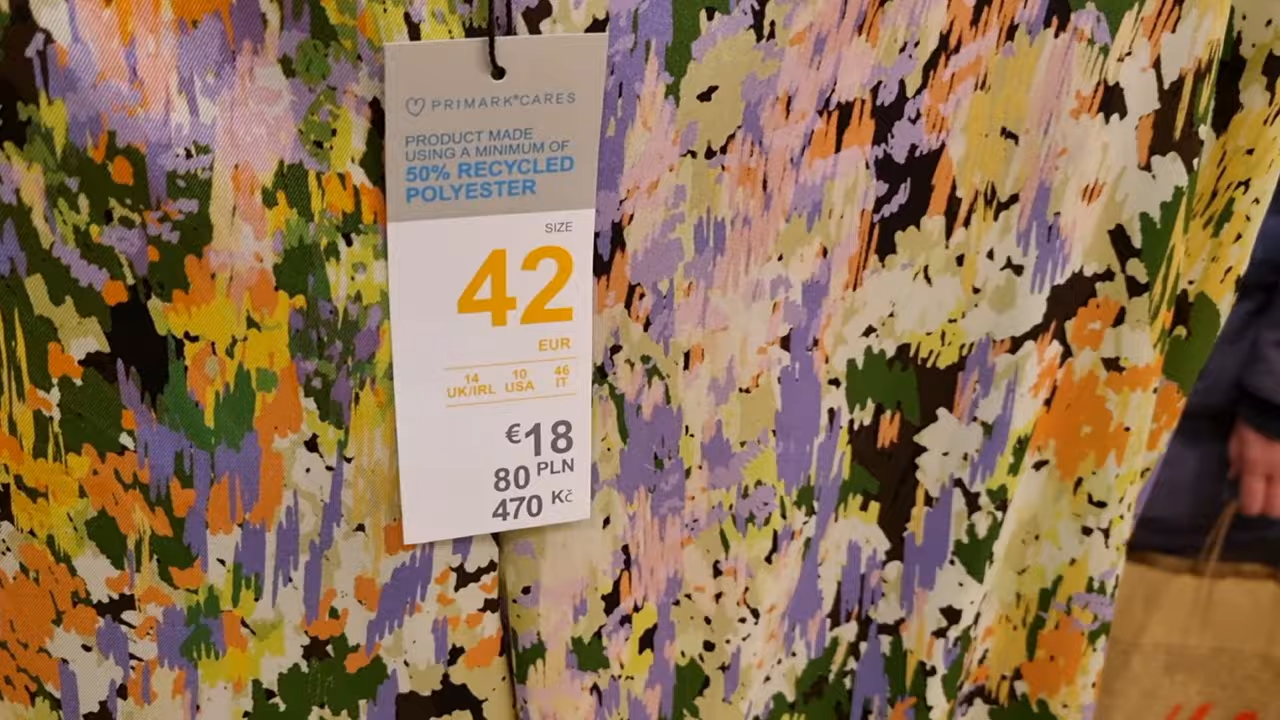 PRIMARK®CARES
PRODUCT MADE
USING A MINIMUM OF
50% RECYCLED
POLYESTER
SIZE
42
EUR
14 10 46
UK/IRL USA IT
€18
80 PLN
470 Kč